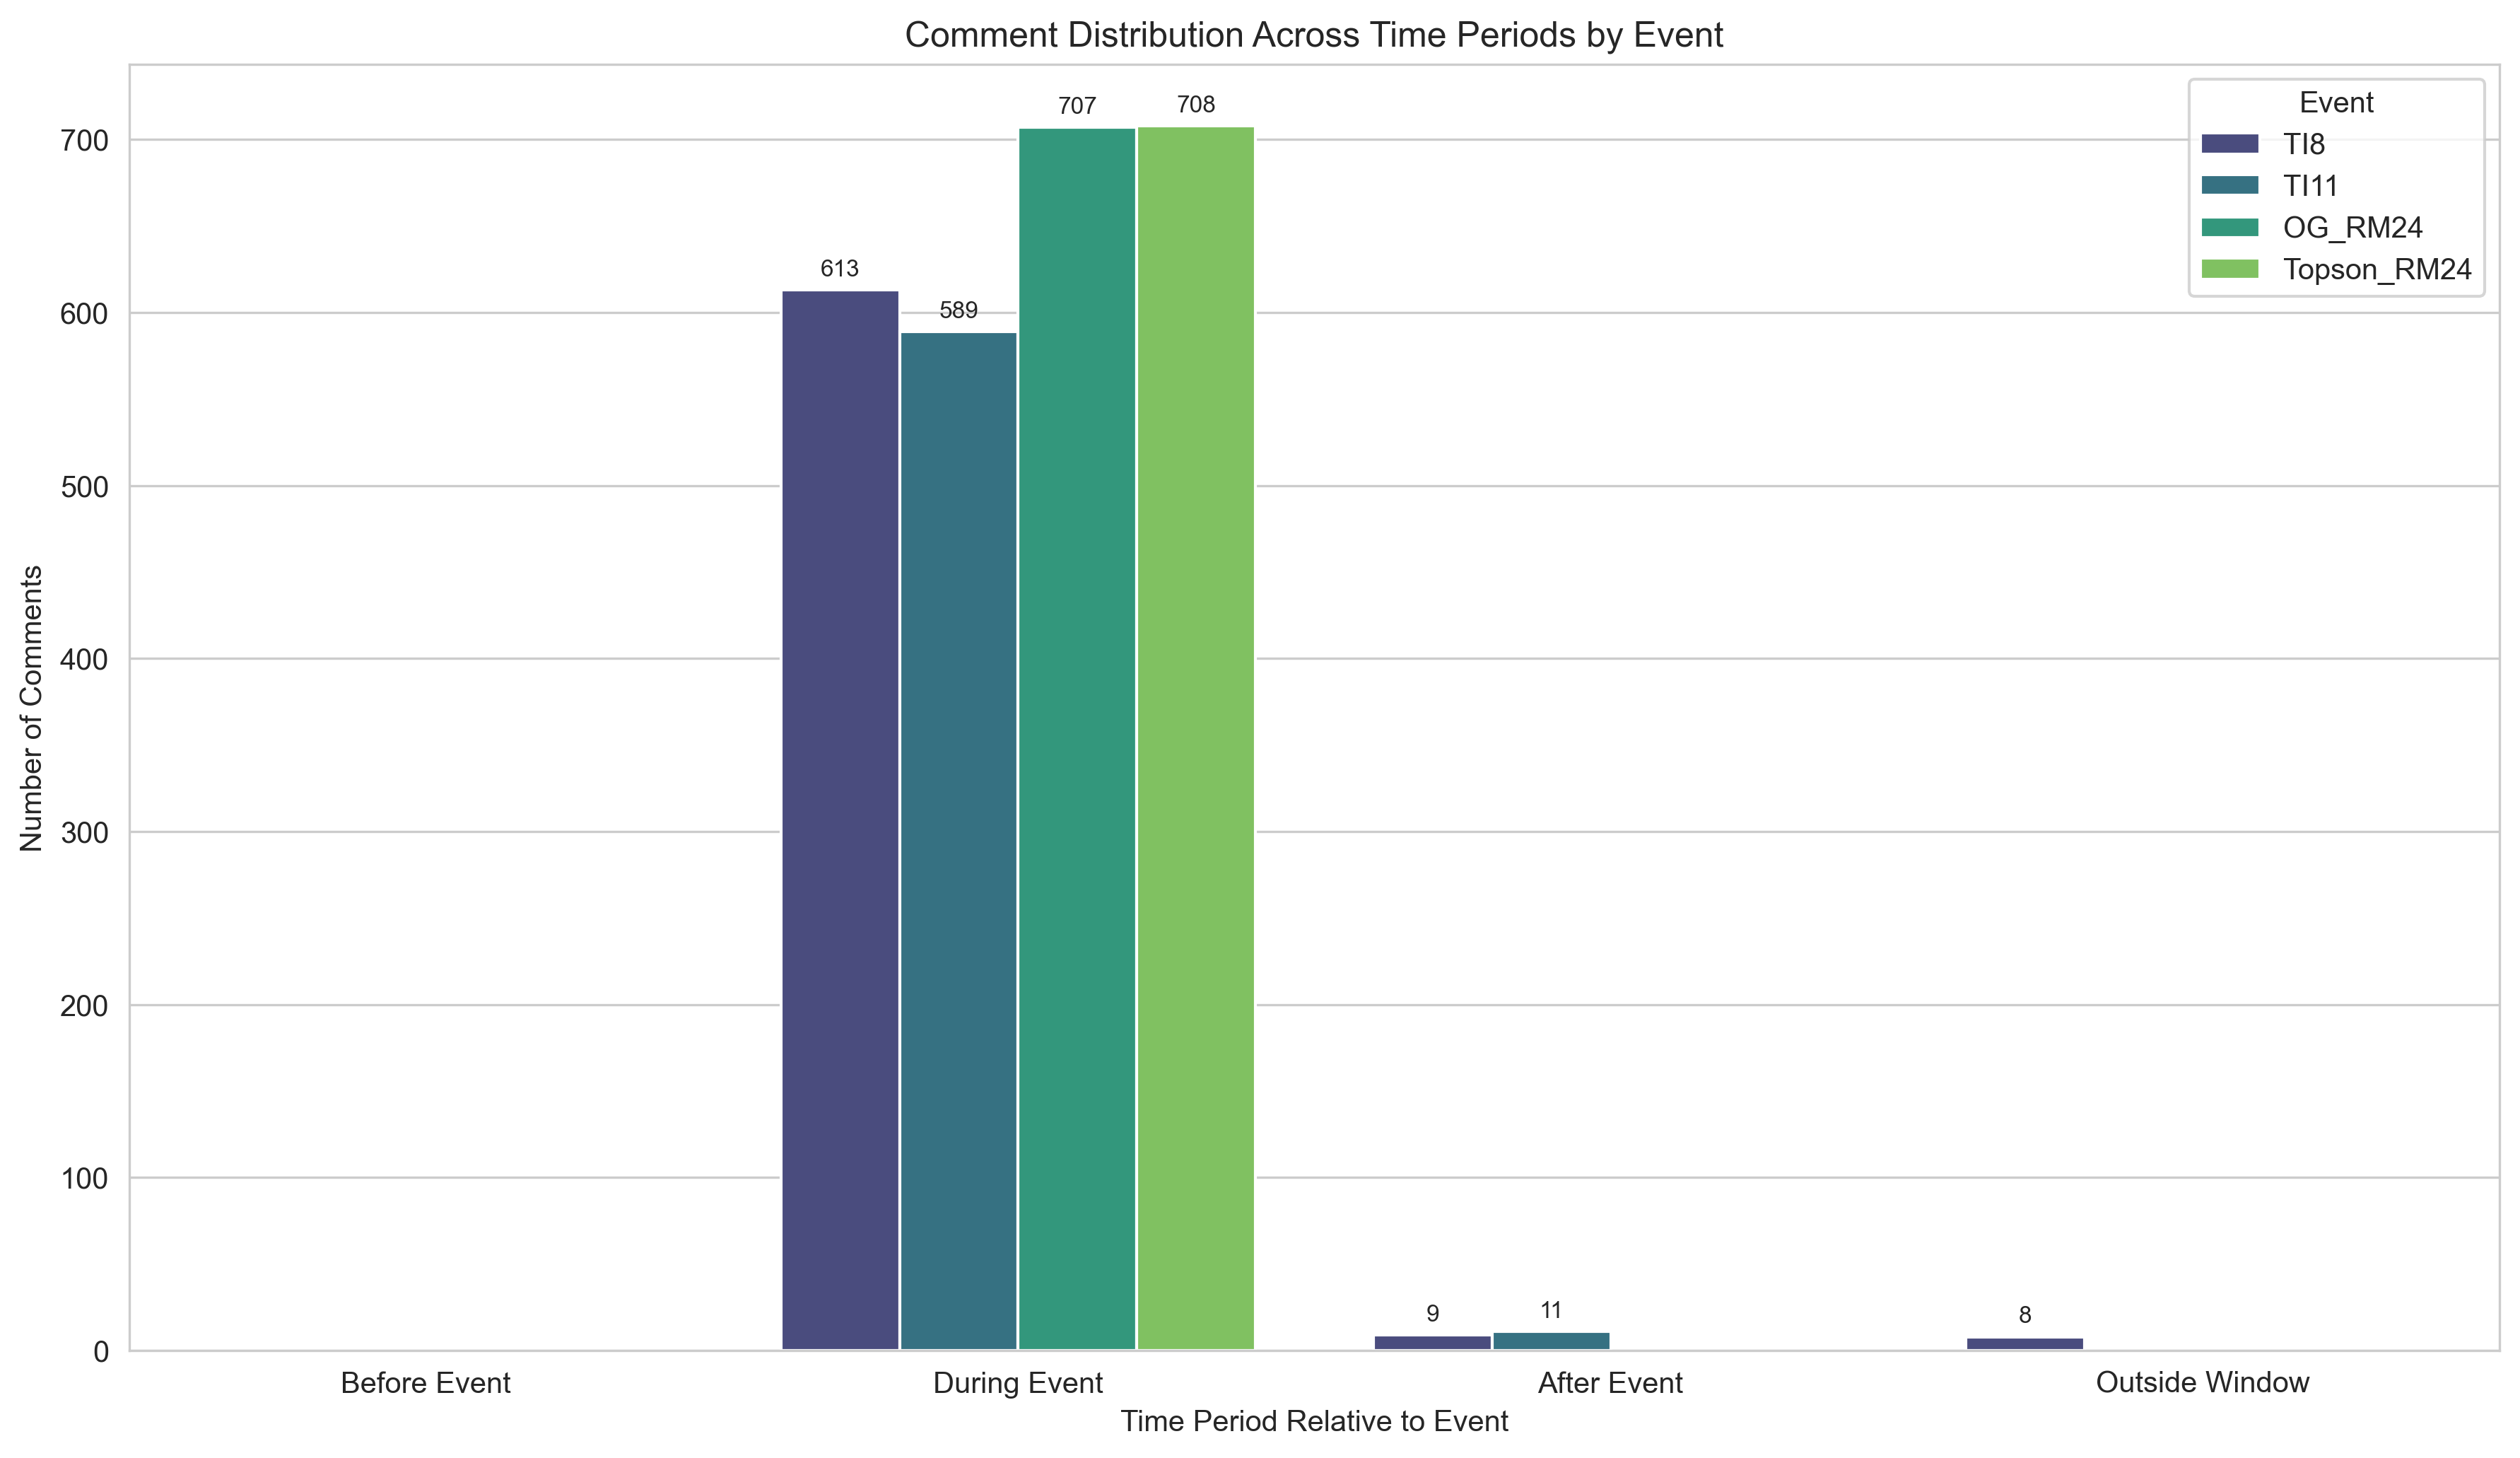 Comment Distribution Across Time Periods by Event
Number of Comments
700
600
500
400
300
200
100
0
613
589
707
708
9
11
8
Event
TI8
TI11
OG_RM24
Topson_RM24
Before Event
During Event
After Event
Outside Window
Time Period Relative to Event